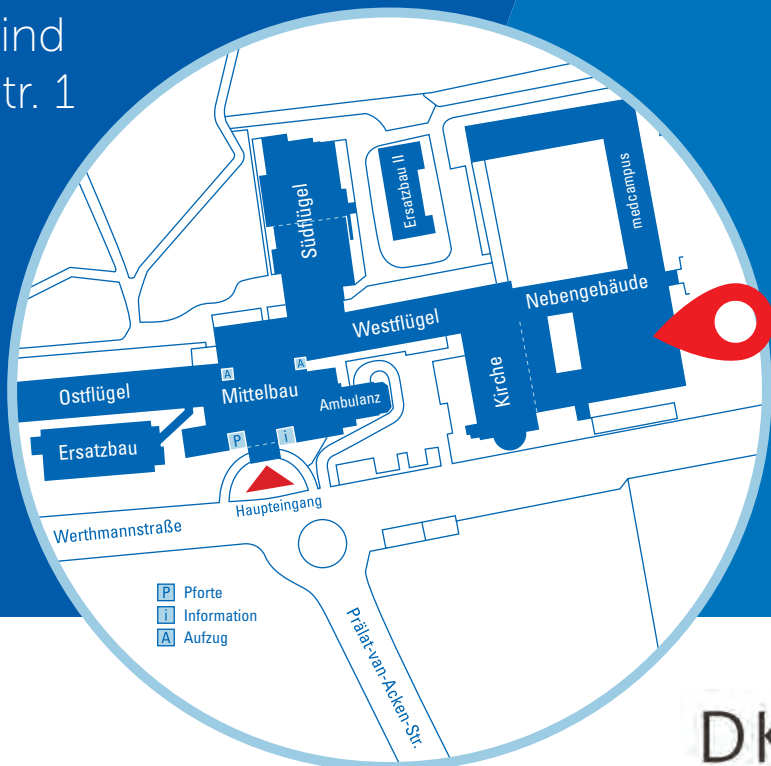 ind
tr. 1
medcampus
Ersatzbau II
Südflügel
Nebengebäude
Westflügel
Kirche
A
A
Ostflügel
Mittelbau
Ambulanz
Ersatzbau
P
i
Haupteingang
Werthmannstraße
P Pforte
i Information
A Aufzug
Prälat-van-Acken-Str.
DK